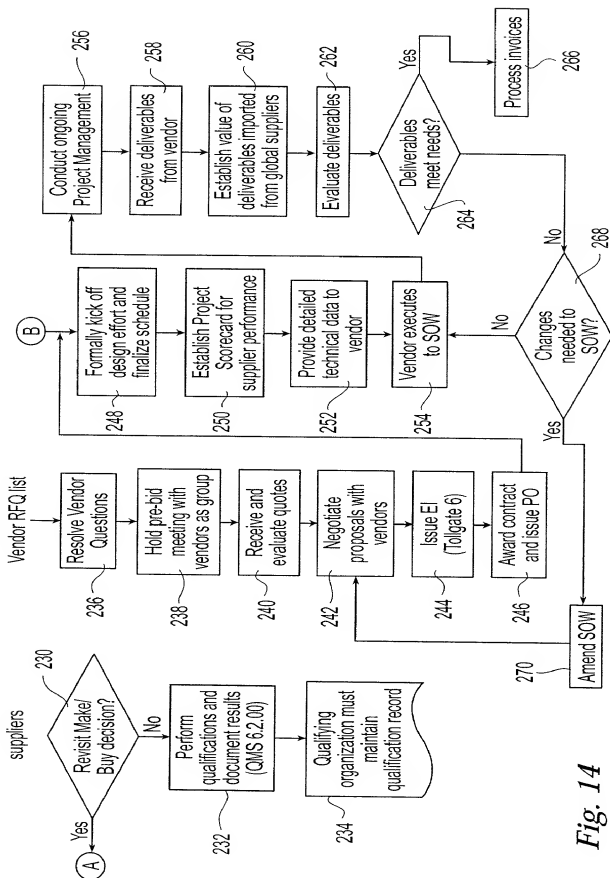 suppliers
Revisit Make/
Buy decision?
230
Yes
A
No
Perform
qualifications and
document results
(QMS 6.2.00)
232
Qualifying
organization must
maintain
qualification record
234
Vendor RFQ list
Resolve Vendor
Questions
236
Hold pre-bid
meeting with
vendors as group
238
Receive and
evaluate quotes
240
Negotiate
proposals with
vendors
242
Issue EI
(Tollgate 6)
244
Award contract
and issue PO
246
Amend SOW
270
B
Formally kick off
design effort and
finalize schedule
248
Establish Project
Scorecard for
supplier performance
250
Provide detailed
technical data to
vendor
252
Vendor executes
to SOW
254
No
Yes
Changes
needed to
SOW?
268
Conduct ongoing
Project Management
256
Receive deliverables
from vendor
258
Establish value of
deliverables imported
from global suppliers
260
Evaluate deliverables
262
Deliverables
meet needs?
264
Yes
No
Process invoices
266
Fig. 14